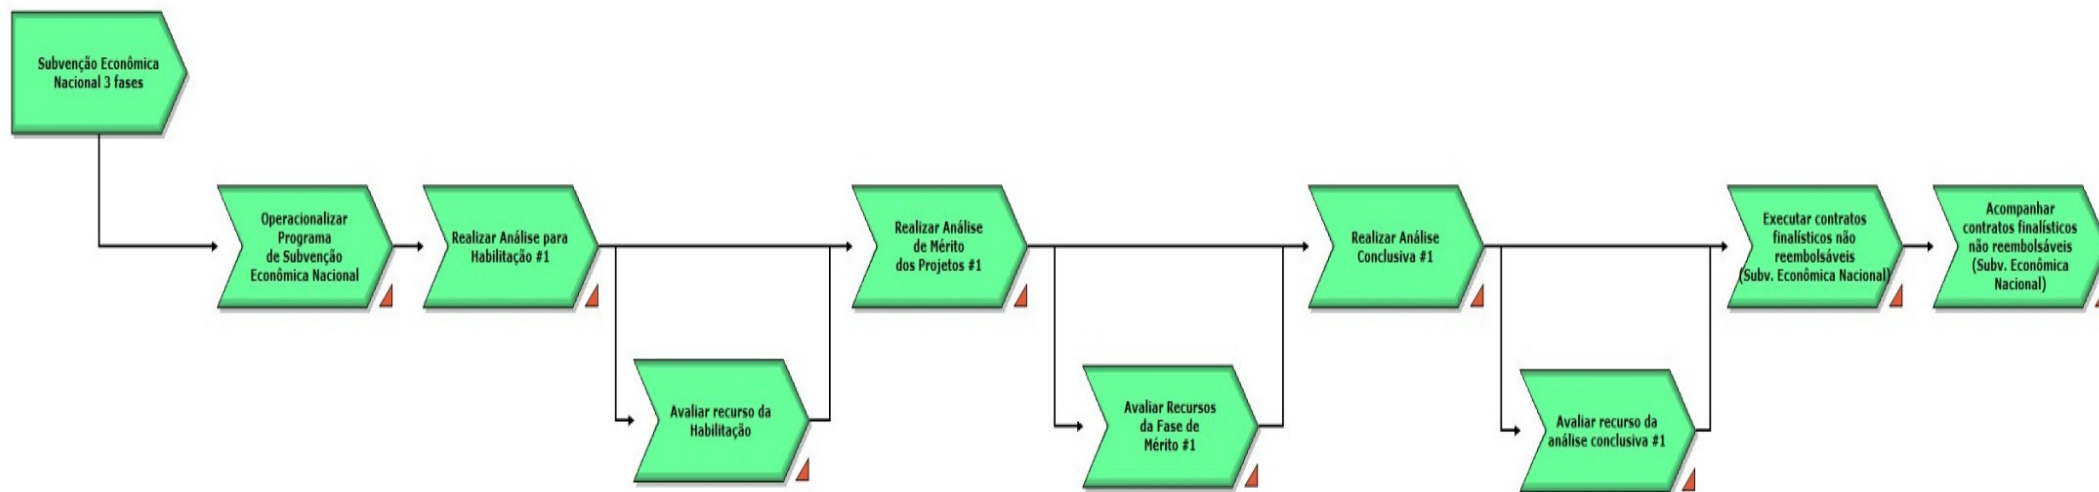 Subvenção Econômica
Nacional 3 fases
Operacionalizar
Programa
de Subvenção
Econômica Nacional
Realizar Análise para
Habilitação #1
Avaliar recurso da
Habilitação
Realizar Análise
de Mérito
dos Projetos #1
Avaliar Recursos
da Fase de
Mérito #1
Realizar Análise
Conclusiva #1
Avaliar recurso da
análise conclusiva #1
Executar contratos
finalísticos não
reembolsáveis
(Subv. Econômica Nacional)
Acompanhar
contratos finalísticos
não reembolsáveis
(Subv. Econômica
Nacional)